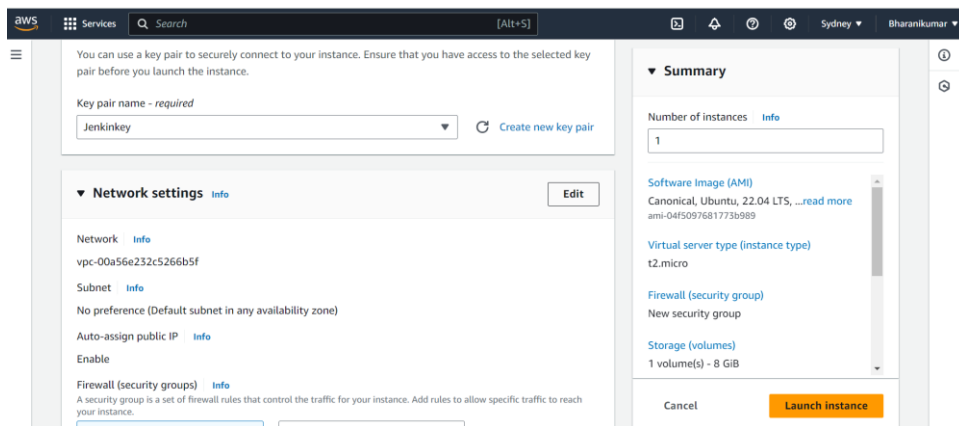 aws
Services
Search
[Alt+S]
Sydney ▼
Bharanikumar ▼
You can use a key pair to securely connect to your instance. Ensure that you have access to the selected key
pair before you launch the instance.
Key pair name - required
Jenkinkey
Create new key pair
▼ Network settings Info
Edit
Network Info
vpc-00a56e232c5266b5f
Subnet Info
No preference (Default subnet in any availability zone)
Auto-assign public IP Info
Enable
Firewall (security groups) Info
A security group is a set of firewall rules that control the traffic for your instance. Add rules to allow specific traffic to reach
your instance.
▼ Summary
Number of instances Info
1
Software Image (AMI)
Canonical, Ubuntu, 22.04 LTS, ...read more
ami-04f5097681773b989
Virtual server type (instance type)
t2.micro
Firewall (security group)
New security group
Storage (volumes)
1 volume(s) - 8 GiB
Cancel
Launch instance